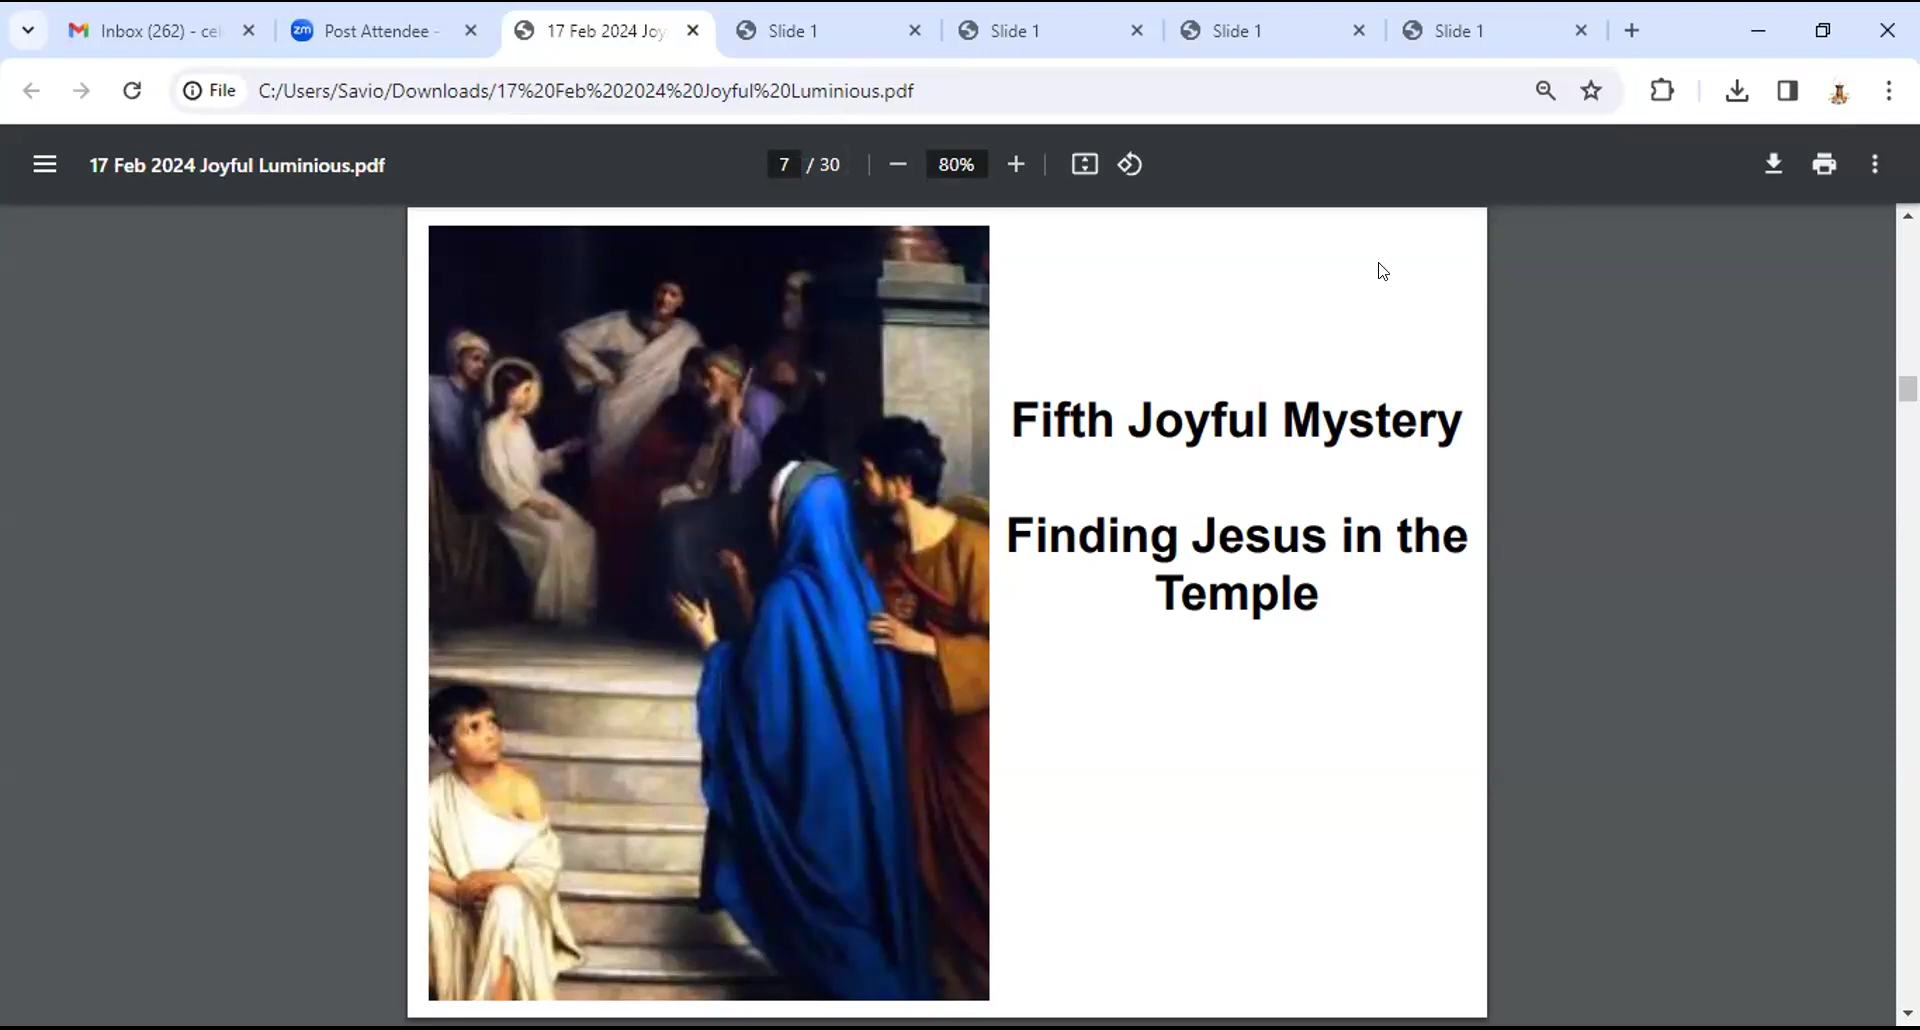 Inbox (262) - cel
Post Attendee -
17 Feb 2024 Joy
Slide 1
Slide 1
Slide 1
Slide 1
File
C:/Users/Savio/Downloads/17%20Feb%202024%20Joyful%20Luminious.pdf
17 Feb 2024 Joyful Luminious.pdf
7 / 30
80%
Fifth Joyful Mystery
Finding Jesus in the
Temple